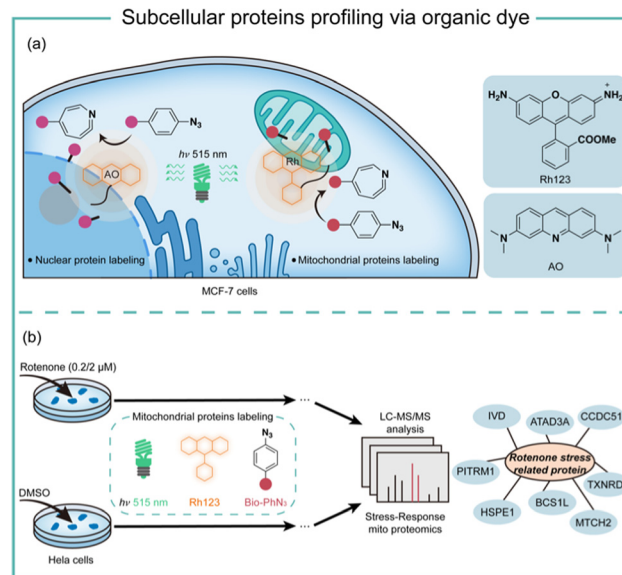 Subcellular proteins profiling via organic dye
(a)
N
N₃
AO
hν 515 nm
Rh
N
N₃
• Nuclear protein labeling
• Mitochondrial proteins labeling
MCF-7 cells
H₂N
O
+
NH₂
COOMe
Rh123
N
N
N
AO
(b)
Rotenone (0.2/2 μM)
...
Mitochondrial proteins labeling
N₃
hν 515 nm
Rh123
Bio-PhN₃
DMSO
...
Hela cells
LC-MS/MS
analysis
Stress-Response
mito proteomics
IVD
ATAD3A
CCDC51
Rotenone stress
related protein
PITRM1
TXNRD
HSPE1
BCS1L
MTCH2